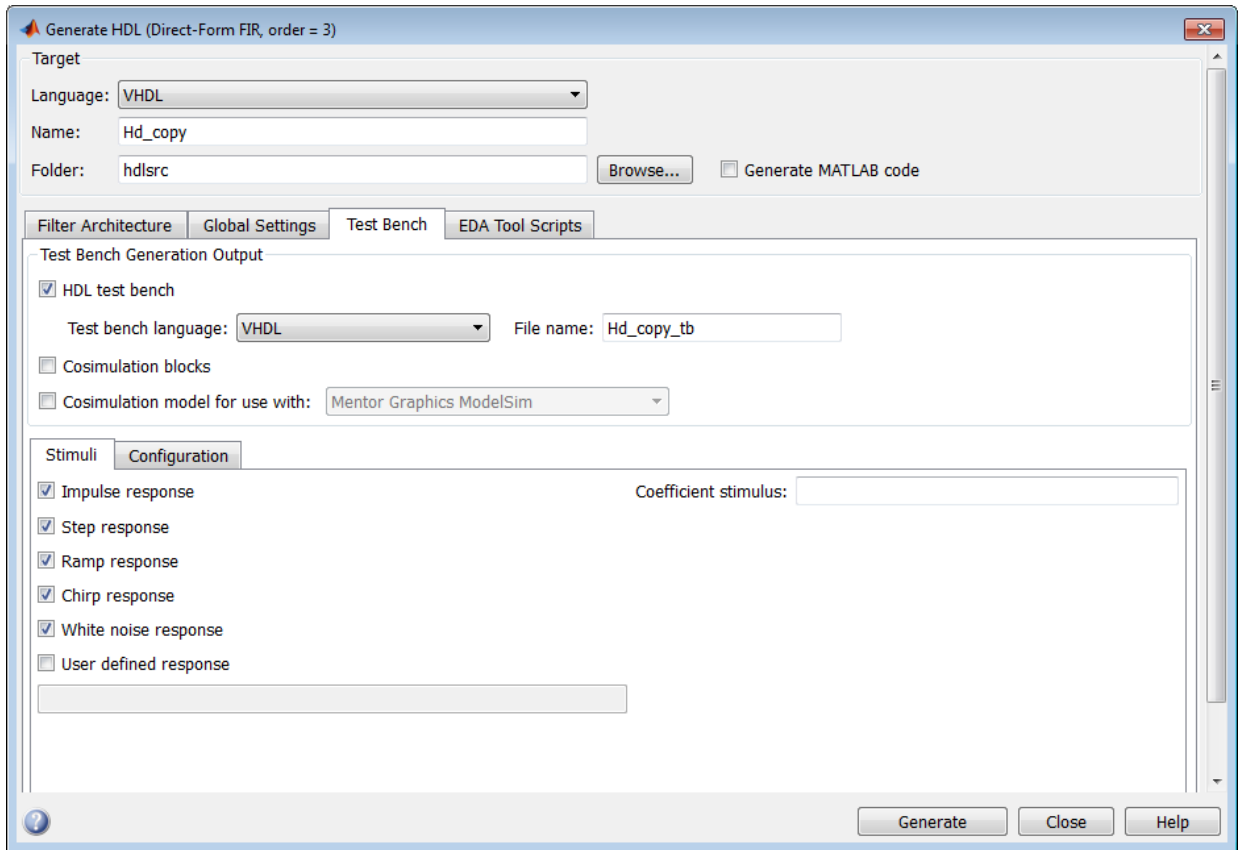 Generate HDL (Direct-Form FIR, order = 3)
Target
Language: VHDL
Name: Hd_copy
Folder: hdlsrc Browse... Generate MATLAB code
Filter Architecture Global Settings Test Bench EDA Tool Scripts
Test Bench Generation Output
HDL test bench
Test bench language: VHDL File name: Hd_copy_tb
Cosimulation blocks
Cosimulation model for use with: Mentor Graphics ModelSim
Stimuli Configuration
Impulse response Coefficient stimulus:
Step response
Ramp response
Chirp response
White noise response
User defined response
? Generate Close Help